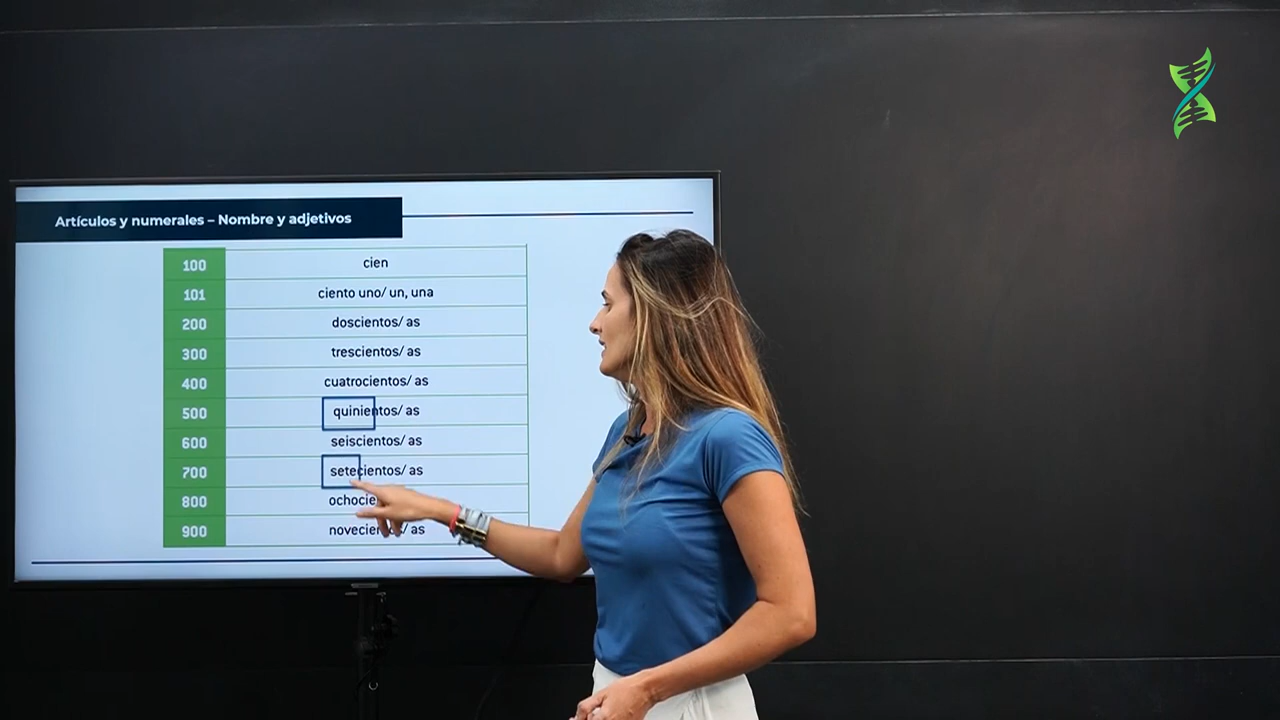 Artículos y numerales – Nombre y adjetivos
100 cien
101 ciento uno/ un, una
200 doscientos/ as
300 trescientos/ as
400 cuatrocientos/ as
500 quinientos/ as
600 seiscientos/ as
700 setecientos/ as
800
900 / as